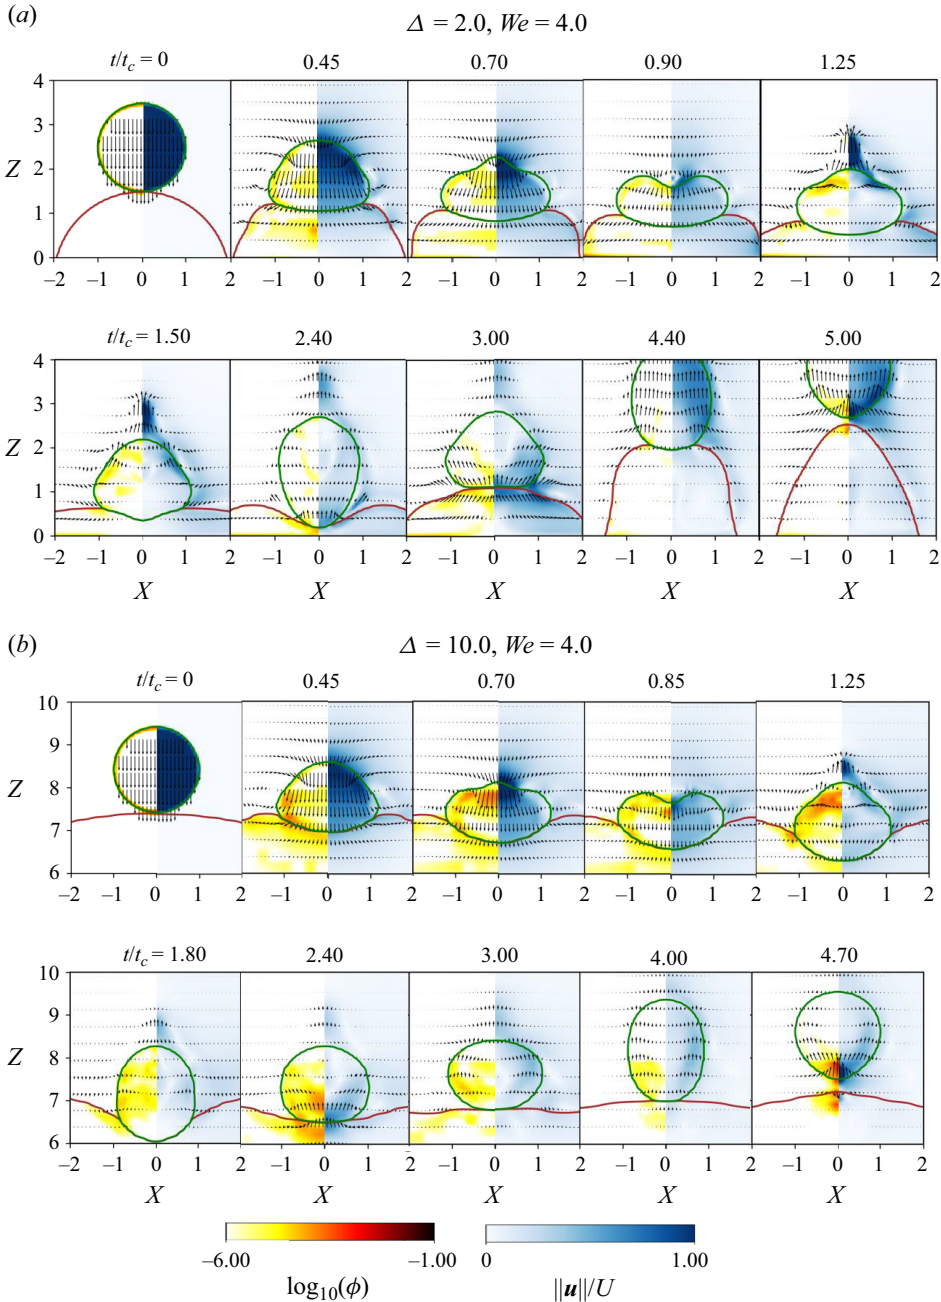 (a)
Δ = 2.0, We = 4.0
t/t_c = 0 0.45 0.70 0.90 1.25
4
3
Z 2
1
0
−2 −1 0 1 2 −1 0 1 2 −1 0 1 2 −1 0 1 2 −1 0 1 2
t/t_c = 1.50 2.40 3.00 4.40 5.00
4
3
Z 2
1
0
−2 −1 0 1 2 −1 0 1 2 −1 0 1 2 −1 0 1 2 −1 0 1 2
X X X X X
(b)
Δ = 10.0, We = 4.0
t/t_c = 0 0.45 0.70 0.85 1.25
10
9
Z 8
7
6
−2 −1 0 1 2 −1 0 1 2 −1 0 1 2 −1 0 1 2 −1 0 1 2
t/t_c = 1.80 2.40 3.00 4.00 4.70
10
9
Z 8
7
6
−2 −1 0 1 2 −1 0 1 2 −1 0 1 2 −1 0 1 2 −1 0 1 2
X X X X X
−6.00 −1.00 0 1.00
log10(ϕ) ||u||/U